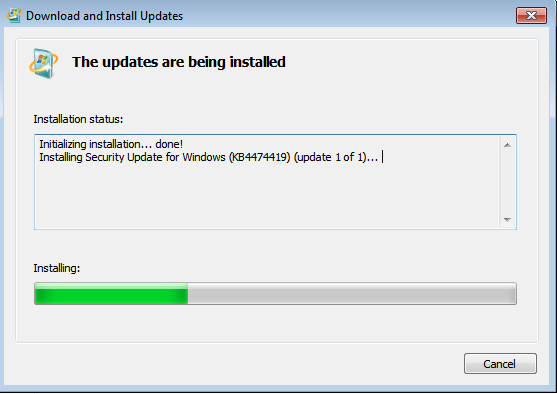 Download and Install Updates
The updates are being installed
Installation status:
Initializing installation... done!
Installing Security Update for Windows (KB4474419) (update 1 of 1)...
Installing:
Cancel